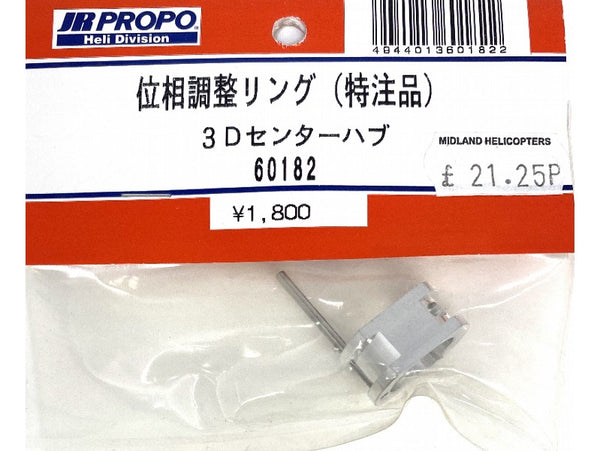 JR PROPO
Heli Division
4944013601822
位相調整リング（特注品）
3Dセンターハブ
60182
MIDLAND HELICOPTERS
£ 21.25P
¥1,800